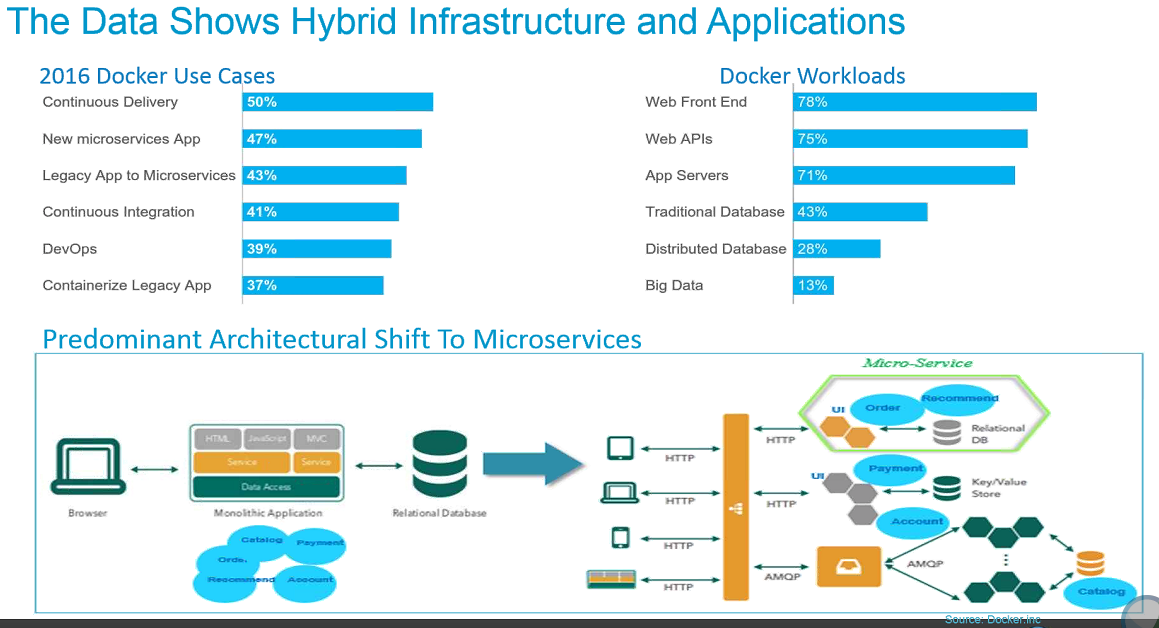 The Data Shows Hybrid Infrastructure and Applications
2016 Docker Use Cases
Continuous Delivery 50%
New microservices App 47%
Legacy App to Microservices 43%
Continuous Integration 41%
DevOps 39%
Containerize Legacy App 37%
Docker Workloads
Web Front End 78%
Web APIs 75%
App Servers 71%
Traditional Database 43%
Distributed Database 28%
Big Data 13%
Predominant Architectural Shift To Microservices
Browser
HTML JavaScript MVC
Service Service
Data Access
Monolithic Application
Relational Database
Catalog Payment
Orde.
Recommend Account
HTTP
HTTP
HTTP
HTTP
HTTP
HTTP
AMQP
Micro-Service
UI Order Recommend
Relational
DB
UI Payment
Key/Value
Store
Account
AMQP
Catalog
Source: Docker.Inc